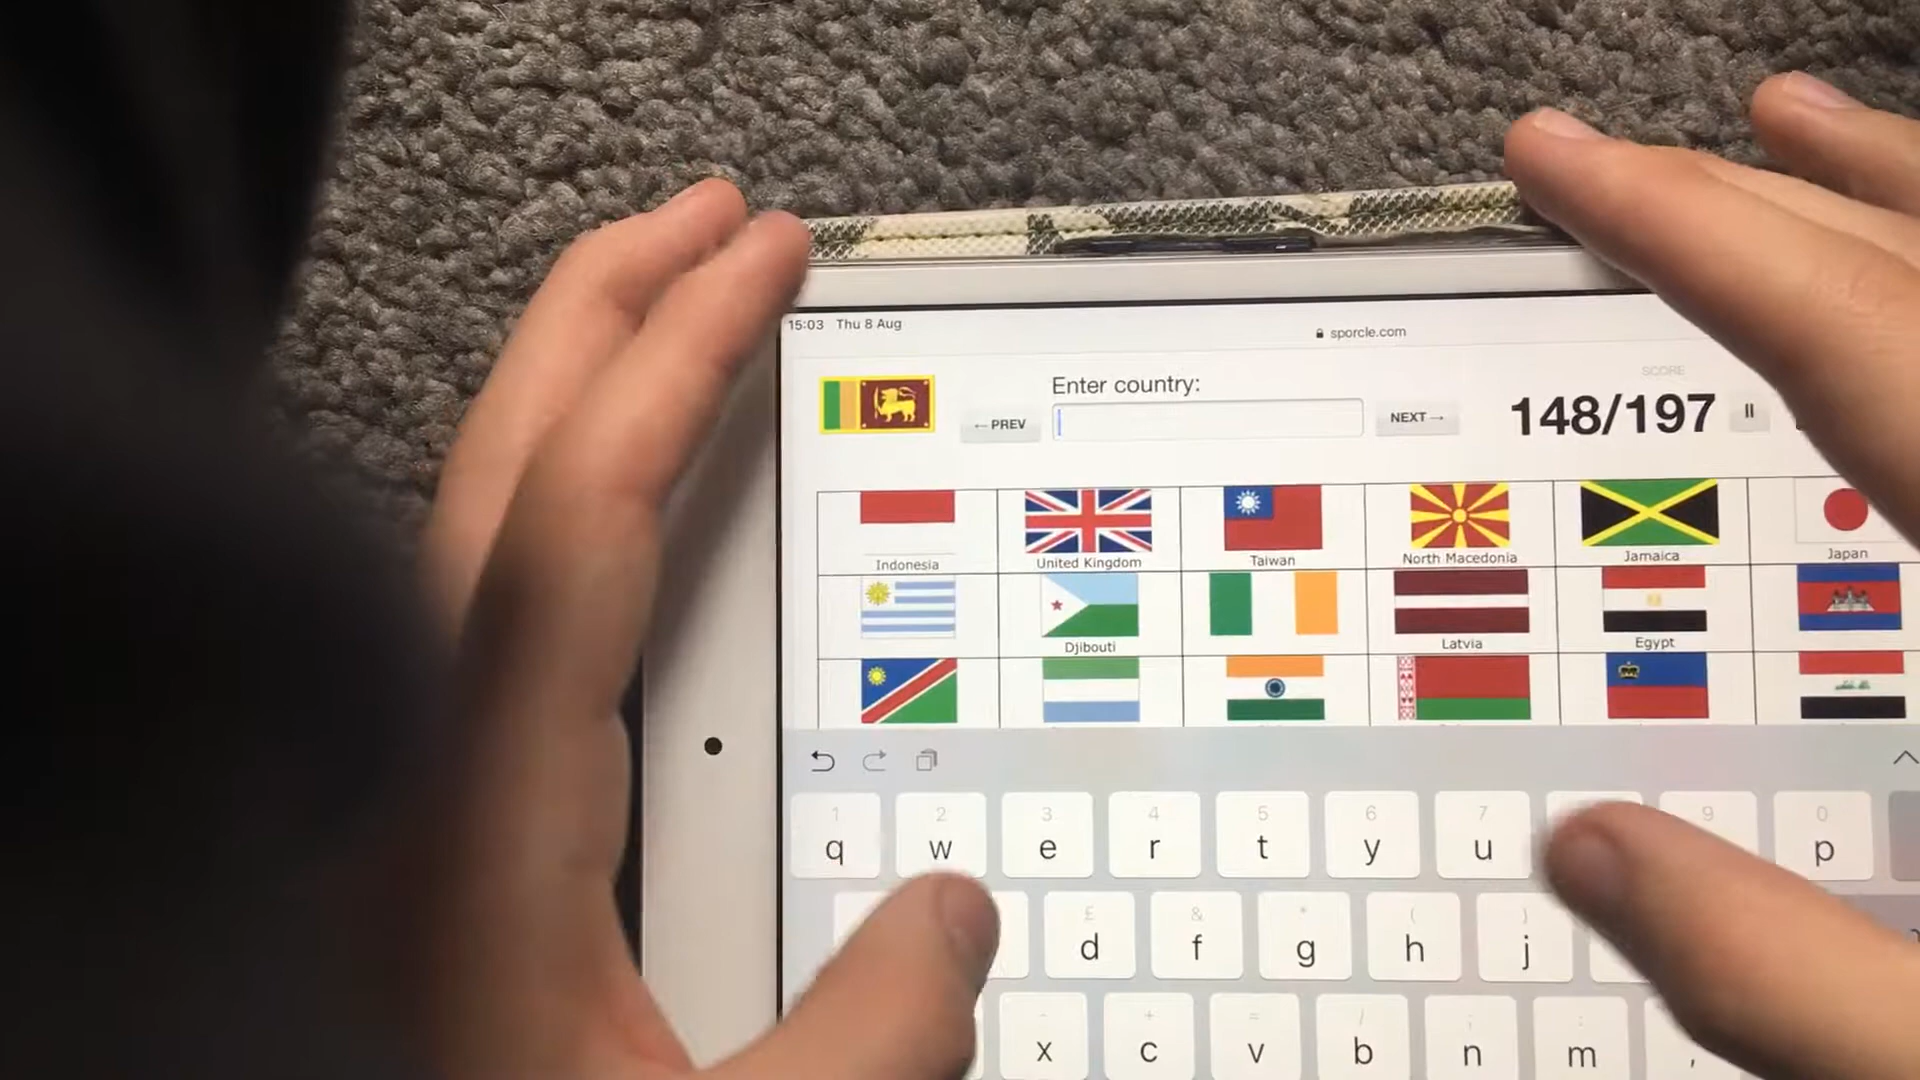 15:03 Thu 8 Aug
sporcle.com
Enter country:
SCORE
← PREV
NEXT →
148/197
Indonesia
United Kingdom
Taiwan
North Macedonia
Jamaica
Japan
Djibouti
Latvia
Egypt
1 2 3 4 5 6 7 9 0
q w e r t y u p
£ & * ( )
d f g h j
- + = / ; :
x c v b n m ,